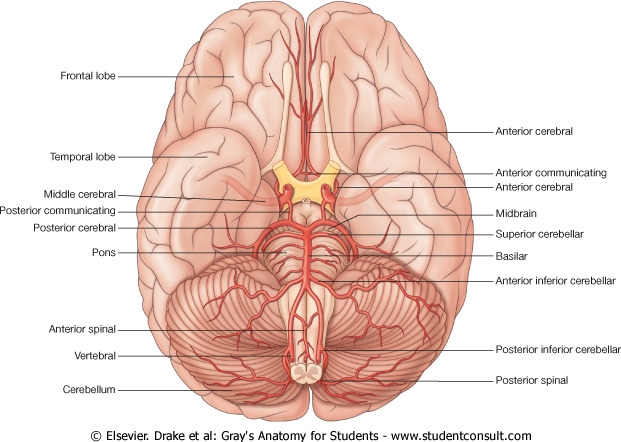 Frontal lobe
Temporal lobe
Middle cerebral
Posterior communicating
Posterior cerebral
Pons
Anterior spinal
Vertebral
Cerebellum
Anterior cerebral
Anterior communicating
Anterior cerebral
Midbrain
Superior cerebellar
Basilar
Anterior inferior cerebellar
Posterior inferior cerebellar
Posterior spinal
© Elsevier. Drake et al: Gray's Anatomy for Students - www.studentconsult.com